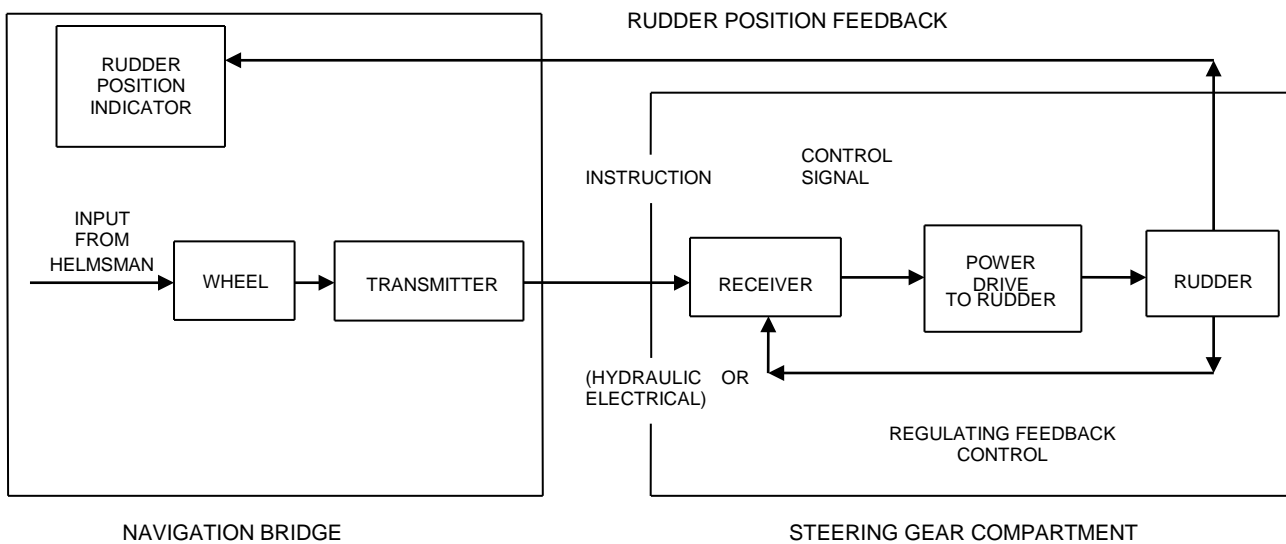 RUDDER POSITION FEEDBACK
RUDDER
POSITION
INDICATOR
INSTRUCTION
CONTROL
SIGNAL
INPUT
FROM
HELMSMAN
WHEEL
TRANSMITTER
RECEIVER
POWER
DRIVE
TO RUDDER
RUDDER
(HYDRAULIC OR
ELECTRICAL)
REGULATING FEEDBACK
CONTROL
NAVIGATION BRIDGE
STEERING GEAR COMPARTMENT